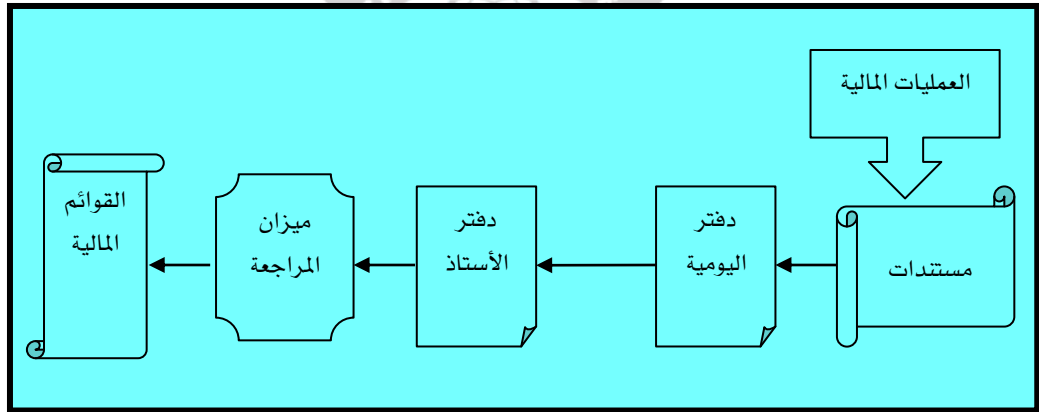 العمليات المالية
مستندات
دفتر
اليومية
دفتر
الأستاذ
ميزان
المراجعة
القوائم
المالية